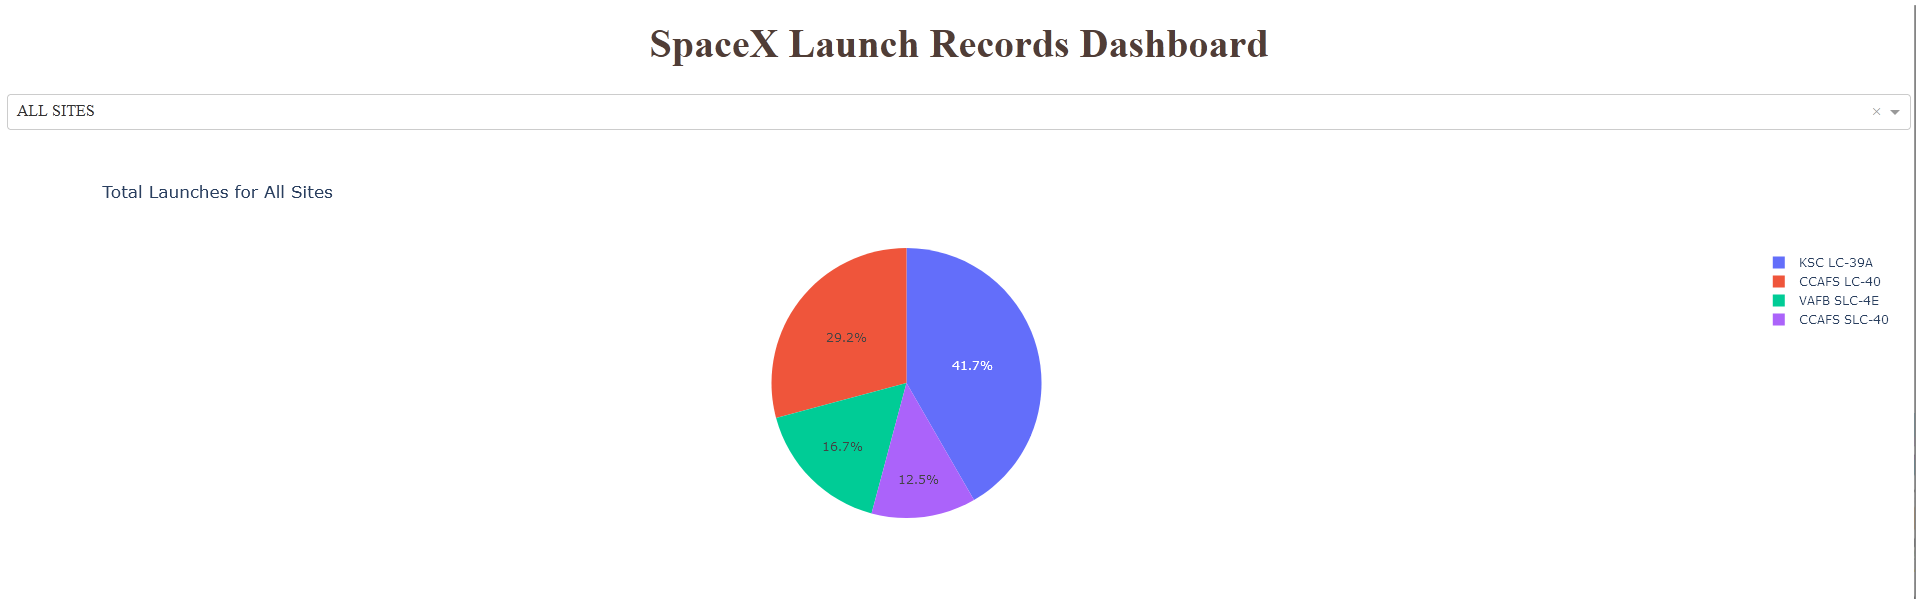 SpaceX Launch Records Dashboard
ALL SITES
×
Total Launches for All Sites
KSC LC-39A
CCAFS LC-40
VAFB SLC-4E
CCAFS SLC-40
29.2%
41.7%
16.7%
12.5%